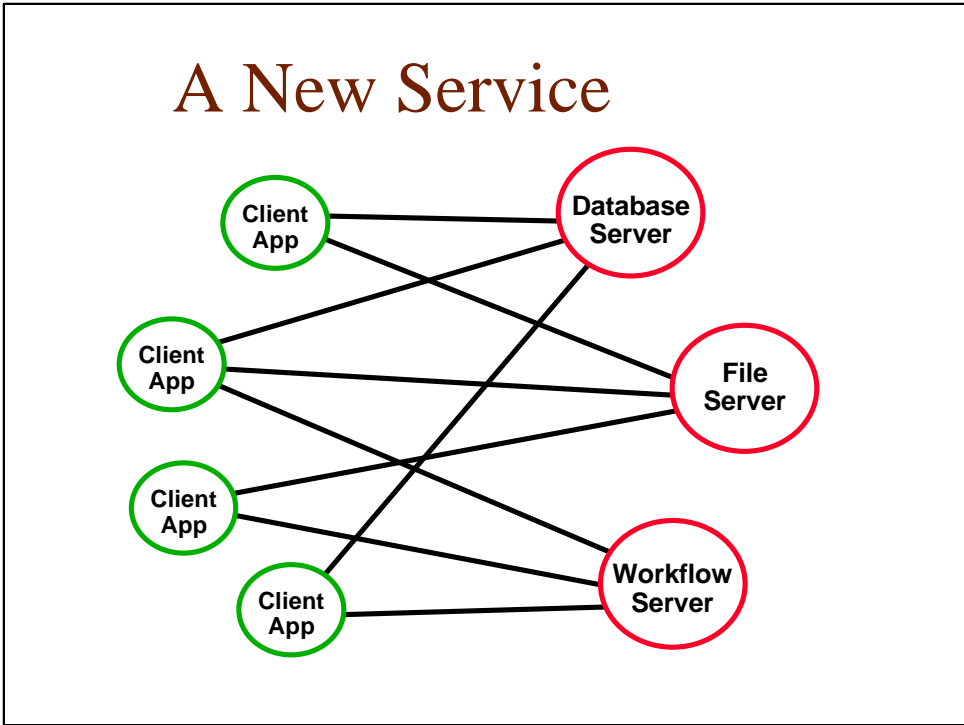 A New Service
Client
App
Database
Server
Client
App
File
Server
Client
App
Workflow
Server
Client
App